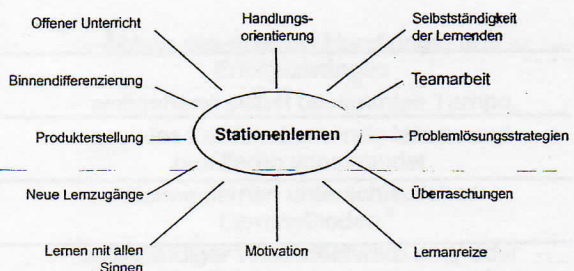 Offener Unterricht
Handlungs-
orientierung
Selbstständigkeit
der Lernenden
Binnendifferenzierung
Teamarbeit
Produkterstellung
Stationenlernen
Problemlösungsstrategien
Neue Lernzugänge
Überraschungen
Lernen mit allen
Sinnen
Motivation
Lernanreize